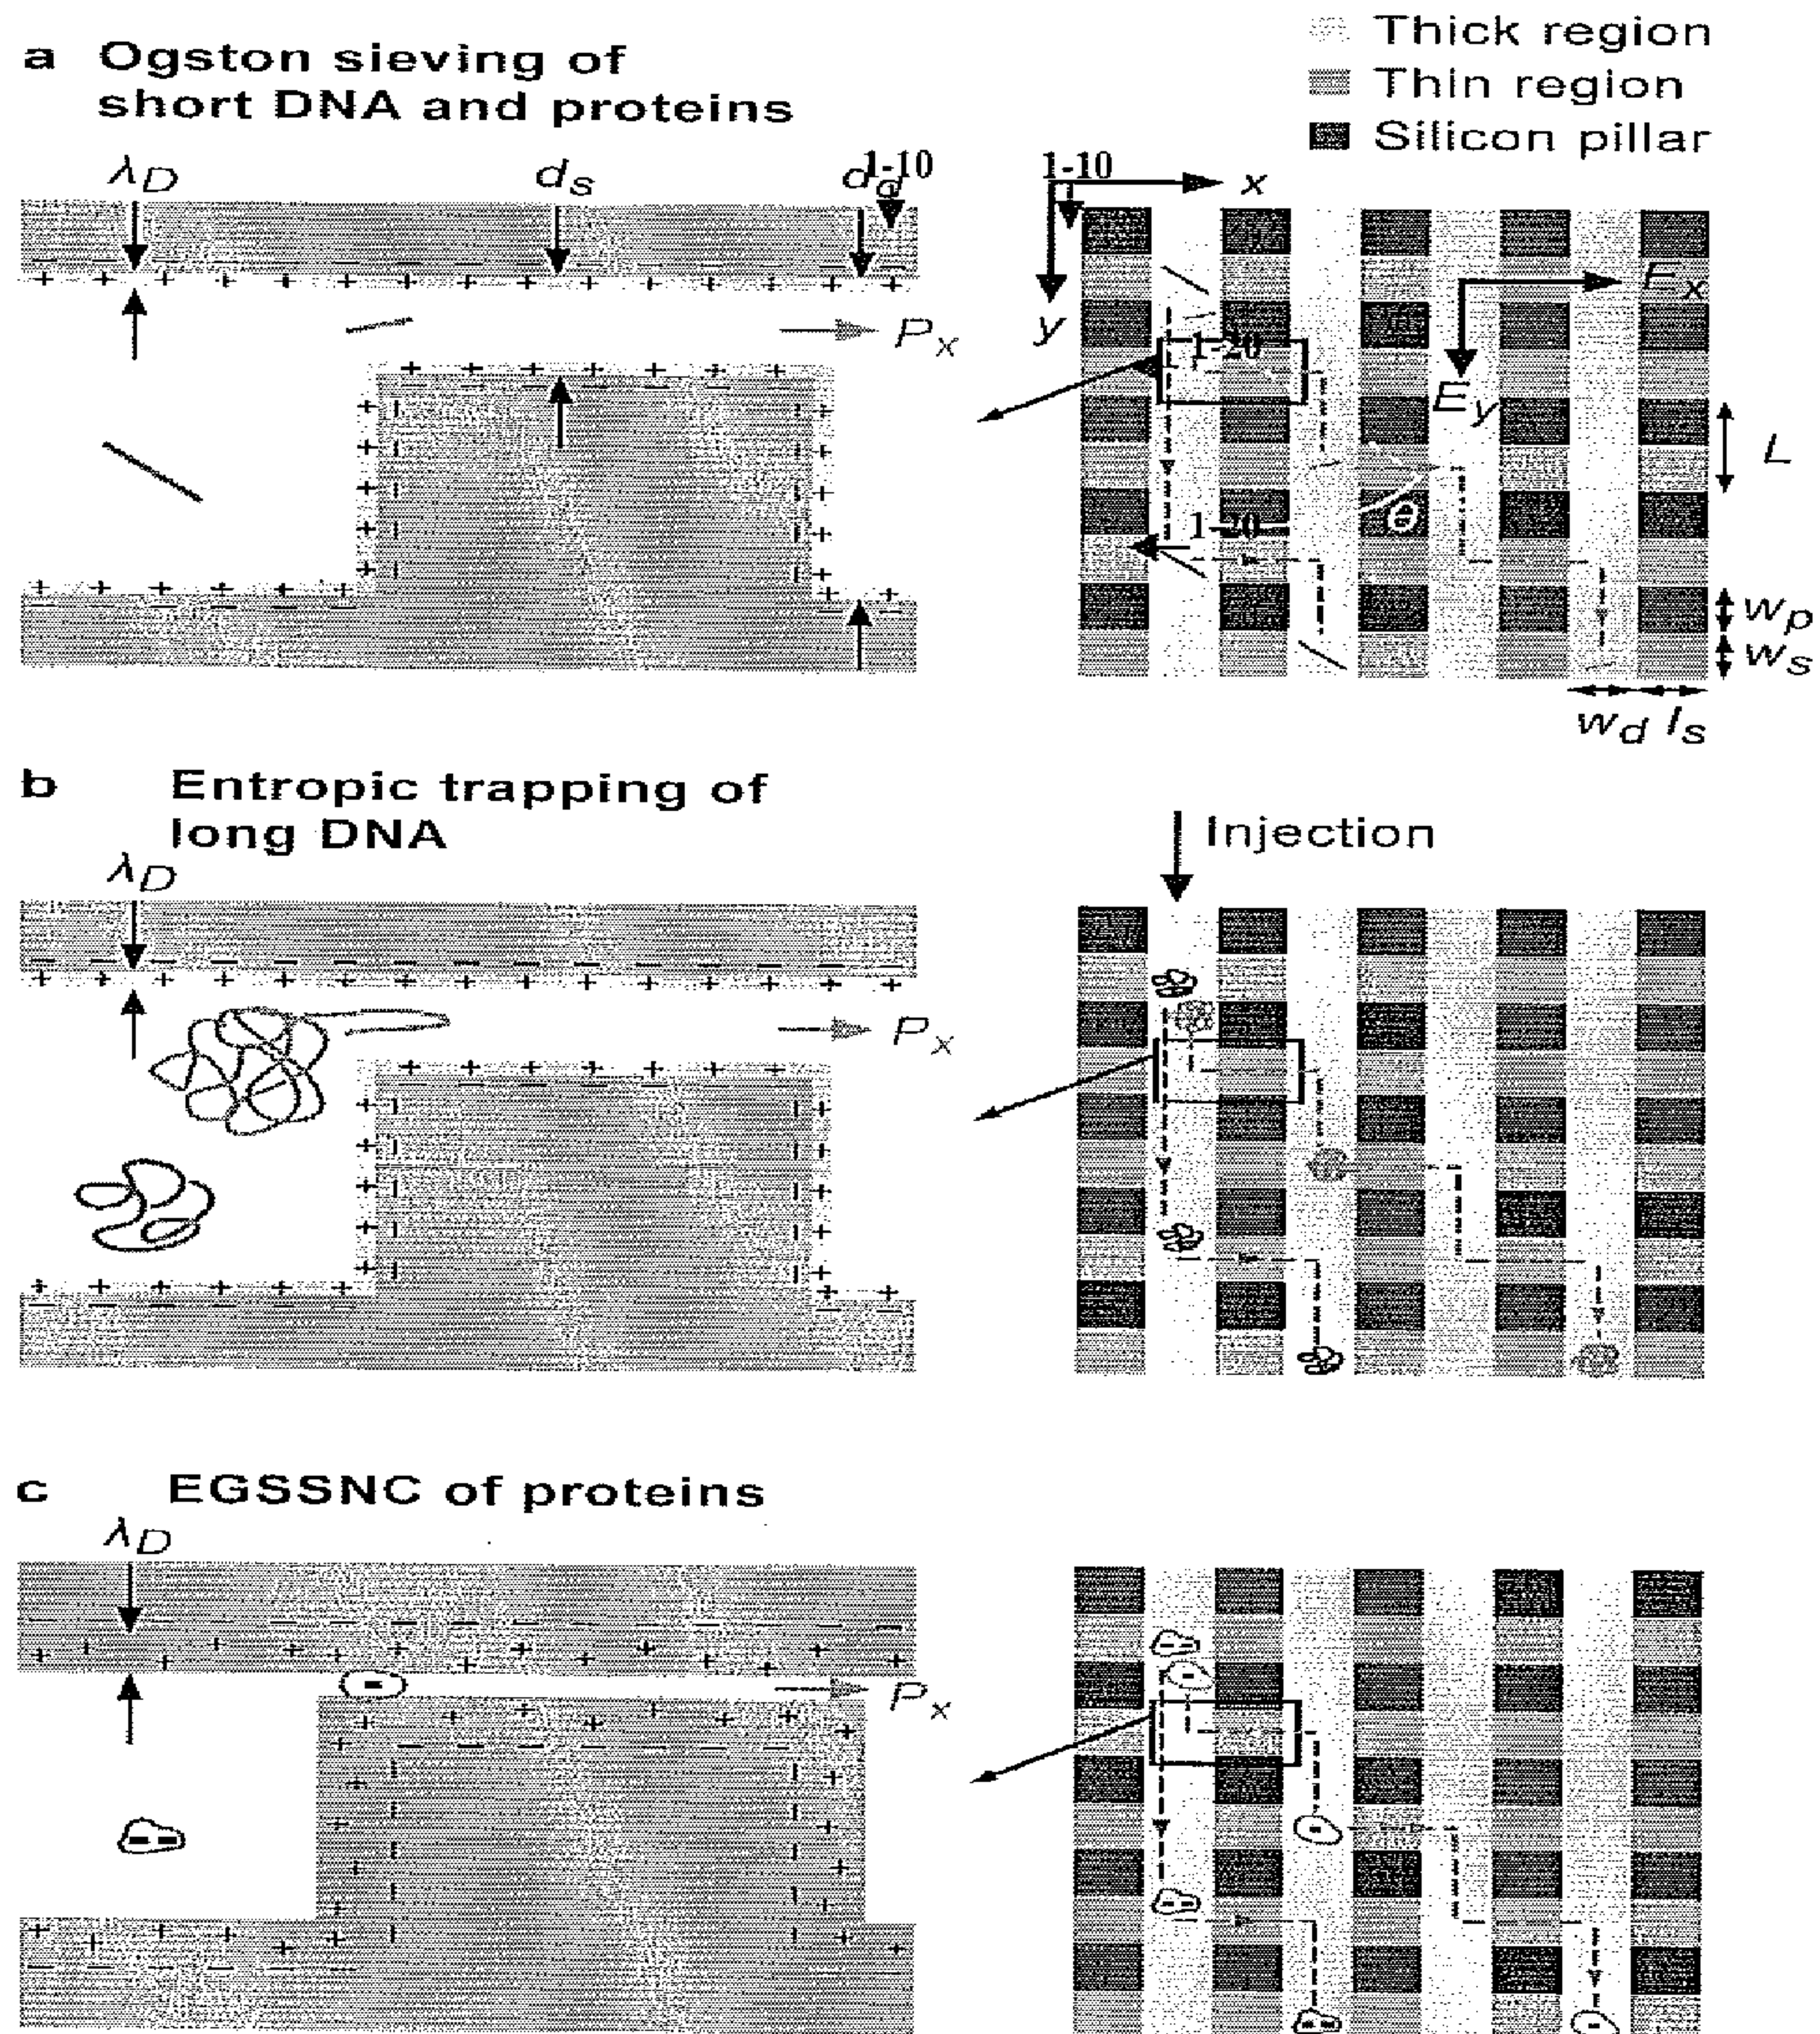 a Ogston sieving of
short DNA and proteins
Thick region
Thin region
Silicon pillar
λD
ds
dd
1-10
Px
1-10
x
y
Ex
Ey
1-20
1-20
θ
L
wp
ws
wd ls
b Entropic trapping of
long DNA
λD
Px
Injection
c EGSSNC of proteins
λD
Px